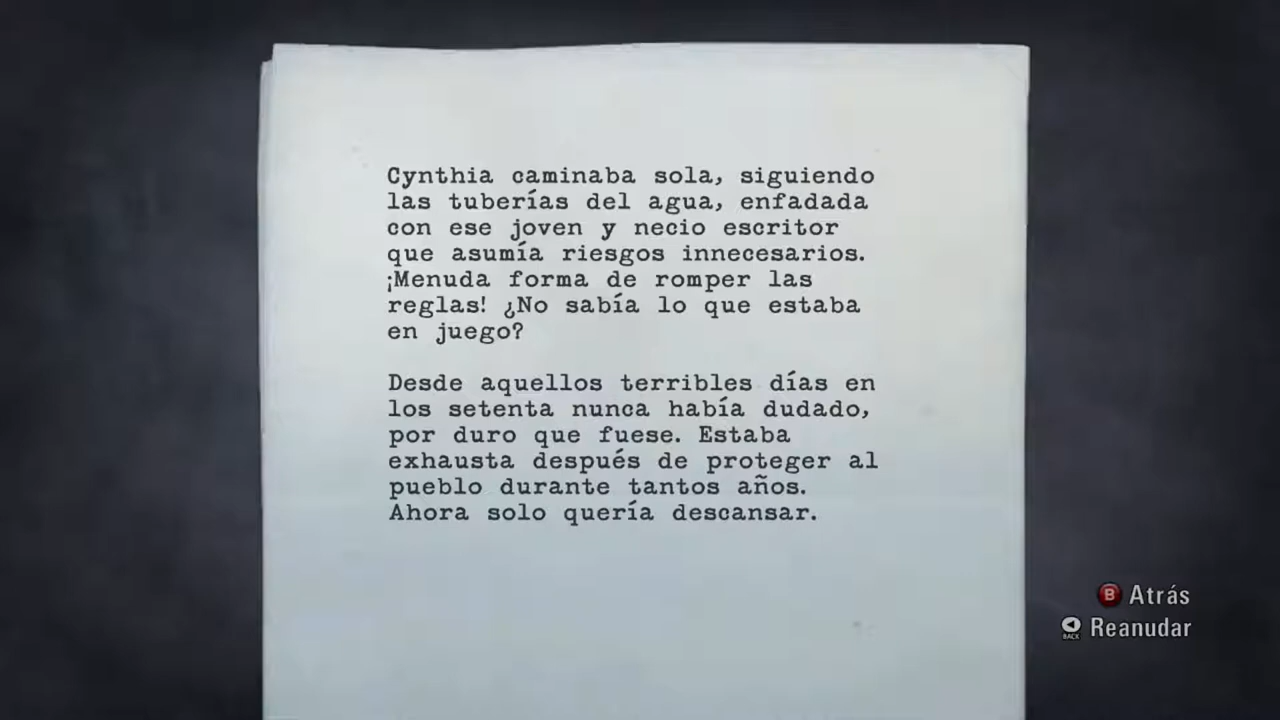 Cynthia caminaba sola, siguiendo
las tuberías del agua, enfadada
con ese joven y necio escritor
que asumía riesgos innecesarios.
¡Menuda forma de romper las
reglas! ¿No sabía lo que estaba
en juego?
Desde aquellos terribles días en
los setenta nunca había dudado,
por duro que fuese. Estaba
exhausta después de proteger al
pueblo durante tantos años.
Ahora solo quería descansar.
B Atrás
BACK Reanudar